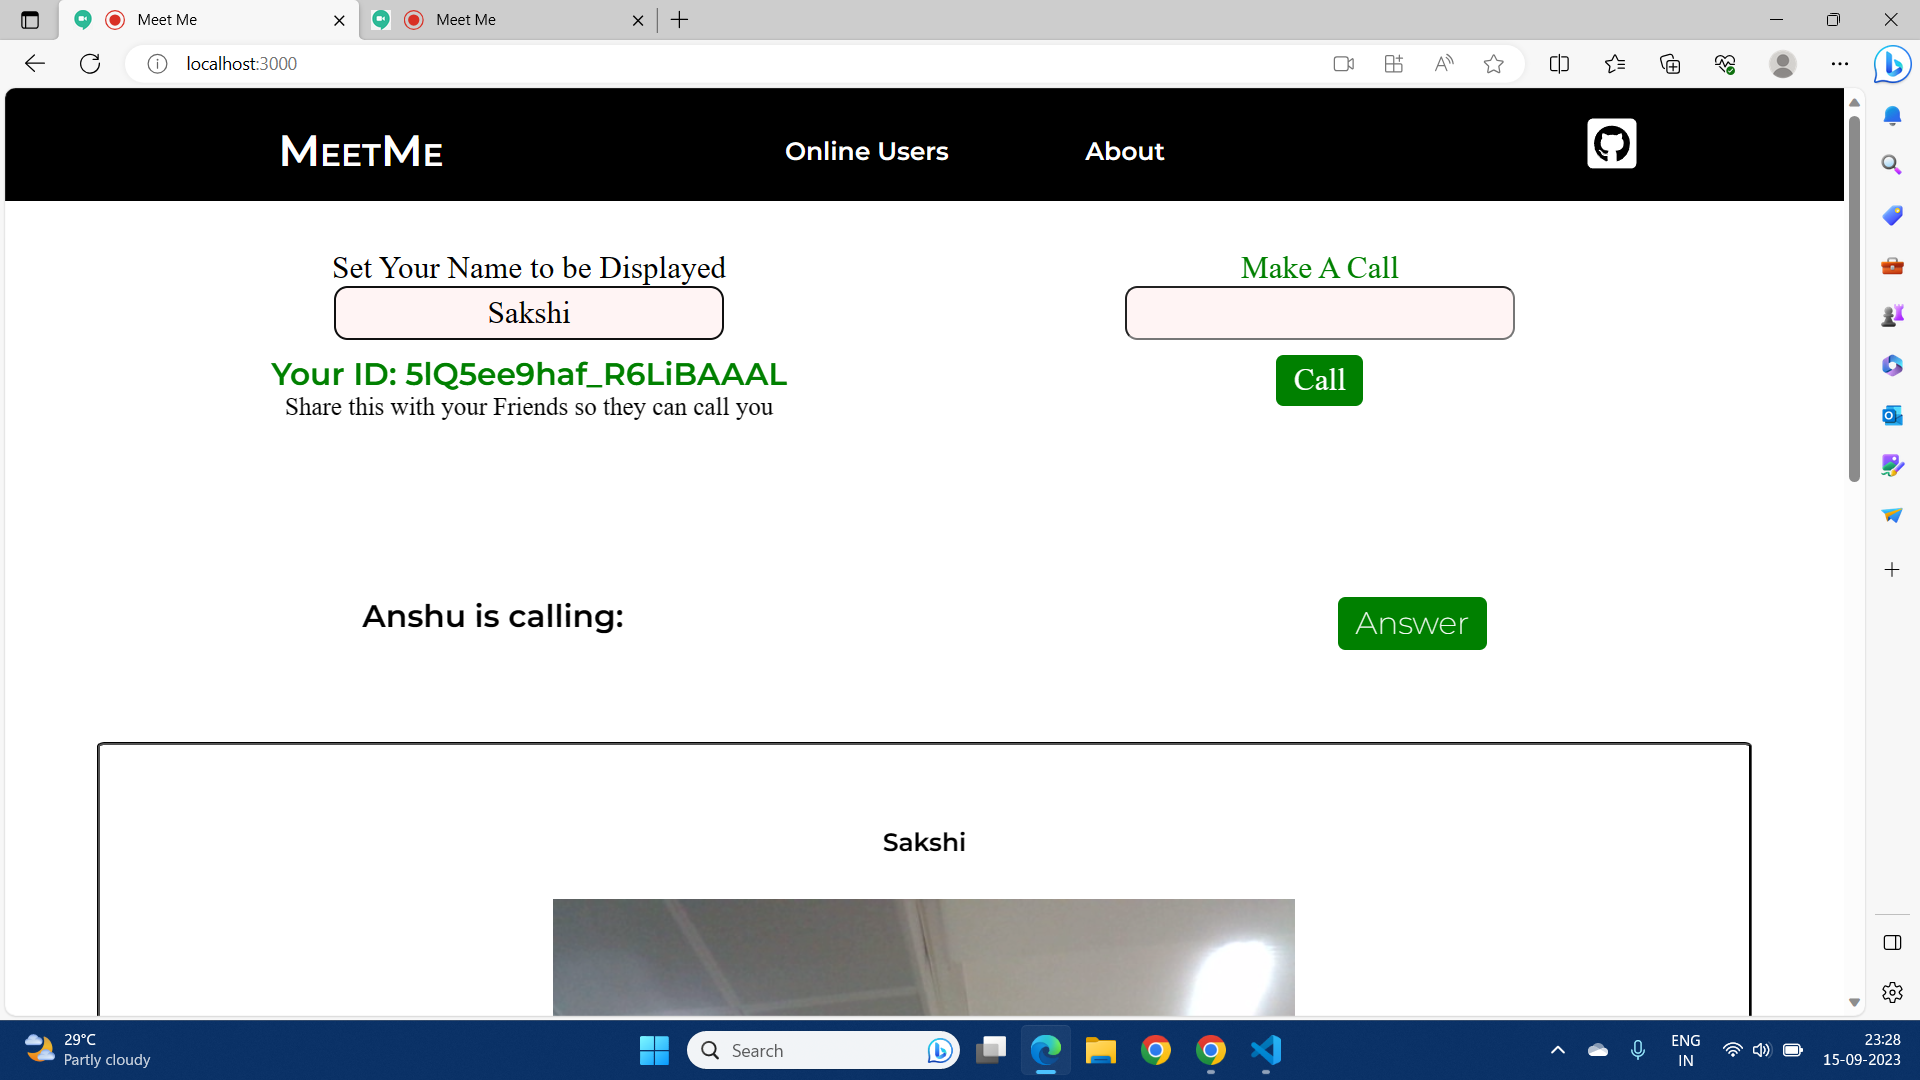 Meet Me
Meet Me
localhost:3000
MEETME
Online Users
About
Set Your Name to be Displayed
Sakshi
Your ID: 5lQ5ee9haf_R6LiBAAAL
Share this with your Friends so they can call you
Make A Call
Call
Anshu is calling:
Answer
Sakshi
29°C
Partly cloudy
Search
ENG
IN
23:28
15-09-2023